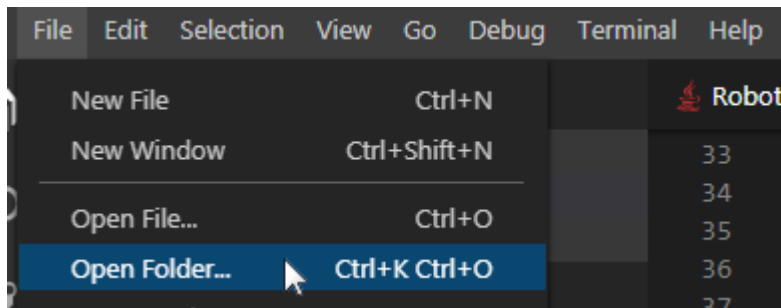 File Edit Selection View Go Debug Terminal Help
New File Ctrl+N
Robot
New Window Ctrl+Shift+N
33
34
Open File... Ctrl+O
35
Open Folder... Ctrl+K Ctrl+O
36
37